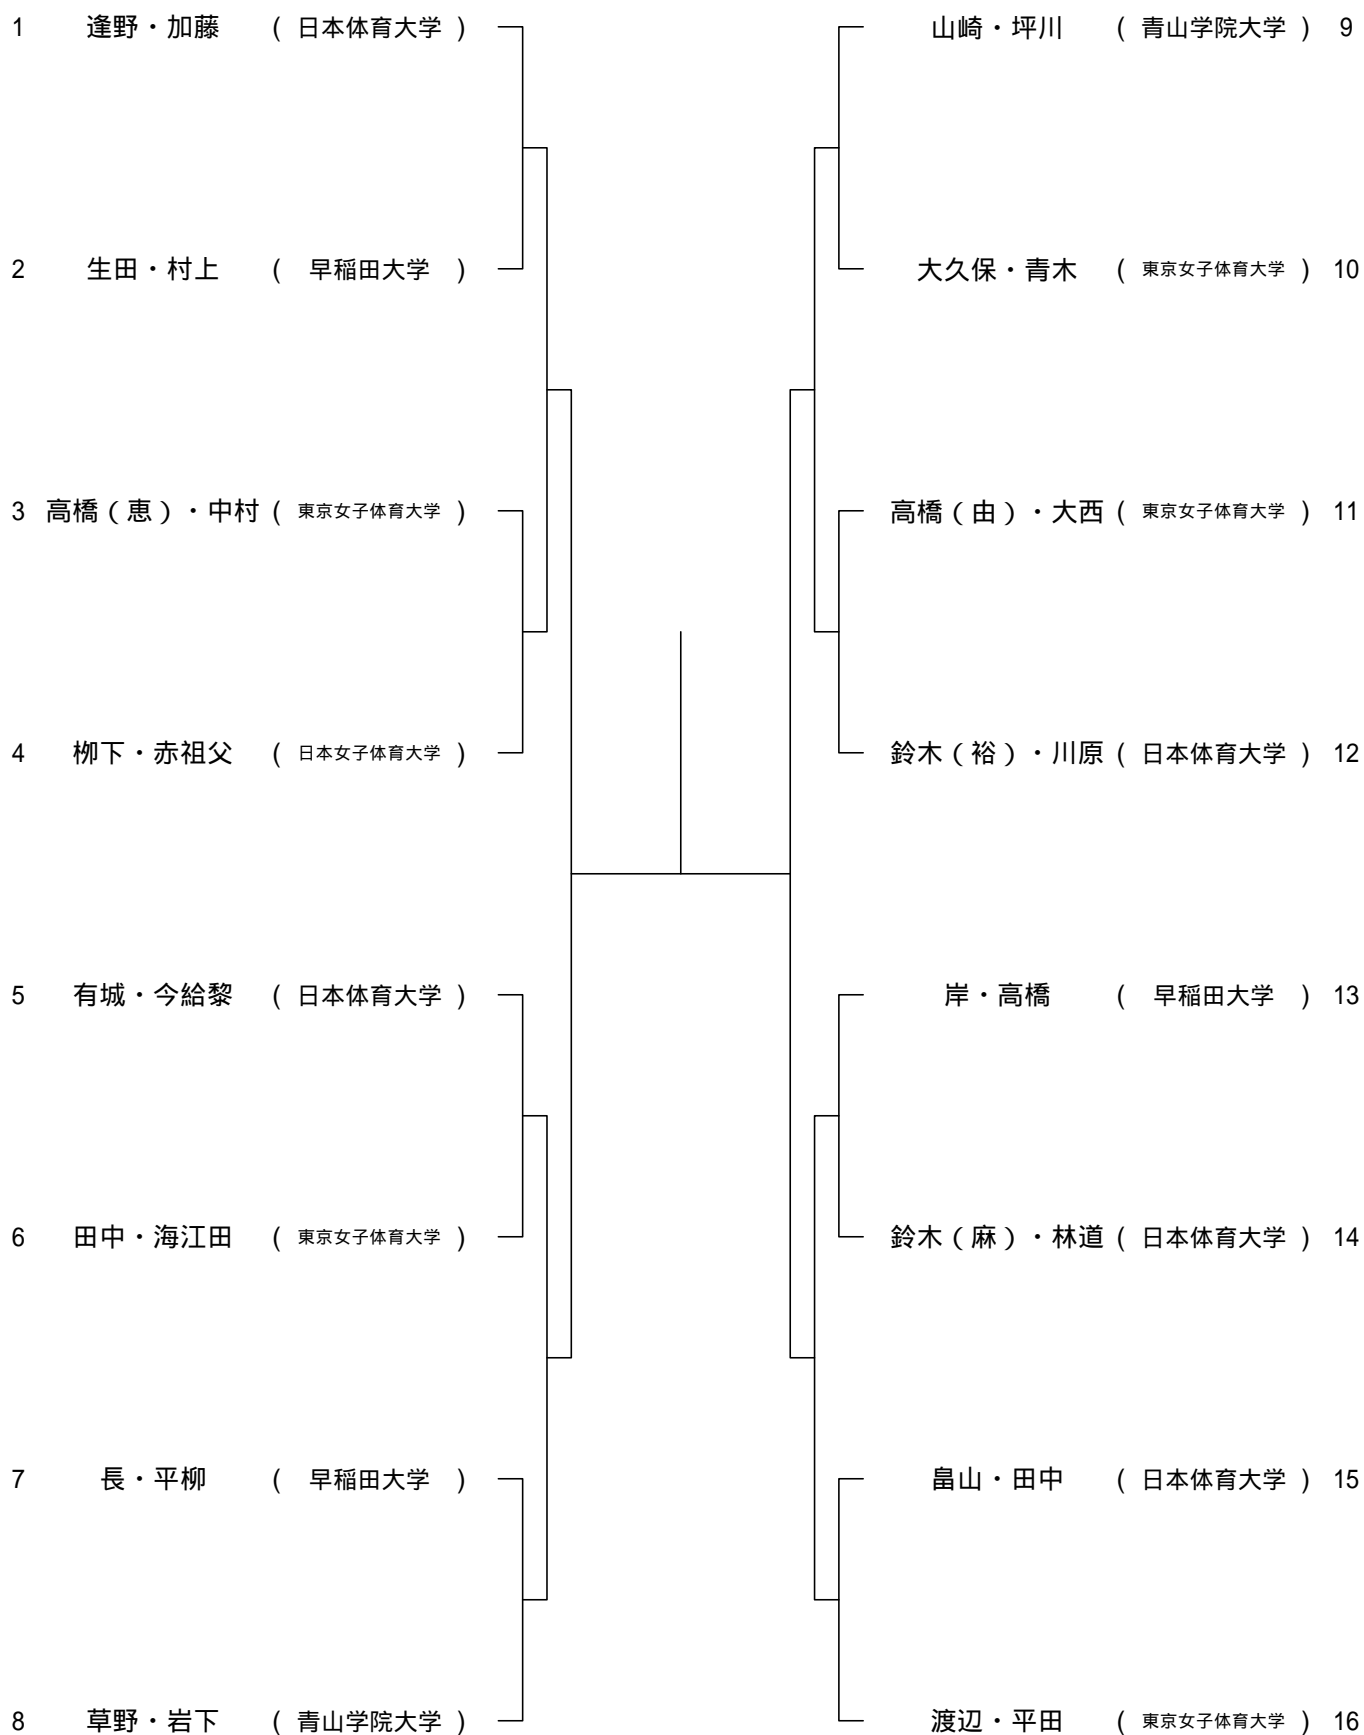 1 逢野・加藤 ( 日本体育大学 )
2 生田・村上 ( 早稲田大学 )
3 高橋（恵）・中村 ( 東京女子体育大学 )
4 栁下・赤祖父 ( 日本女子体育大学 )
5 有城・今給黎 ( 日本体育大学 )
6 田中・海江田 ( 東京女子体育大学 )
7 長・平柳 ( 早稲田大学 )
8 草野・岩下 ( 青山学院大学 )
山崎・坪川 ( 青山学院大学 ) 9
大久保・青木 ( 東京女子体育大学 ) 10
高橋（由）・大西 ( 東京女子体育大学 ) 11
鈴木（裕）・川原 ( 日本体育大学 ) 12
岸・高橋 ( 早稲田大学 ) 13
鈴木（麻）・林道 ( 日本体育大学 ) 14
畠山・田中 ( 日本体育大学 ) 15
渡辺・平田 ( 東京女子体育大学 ) 16